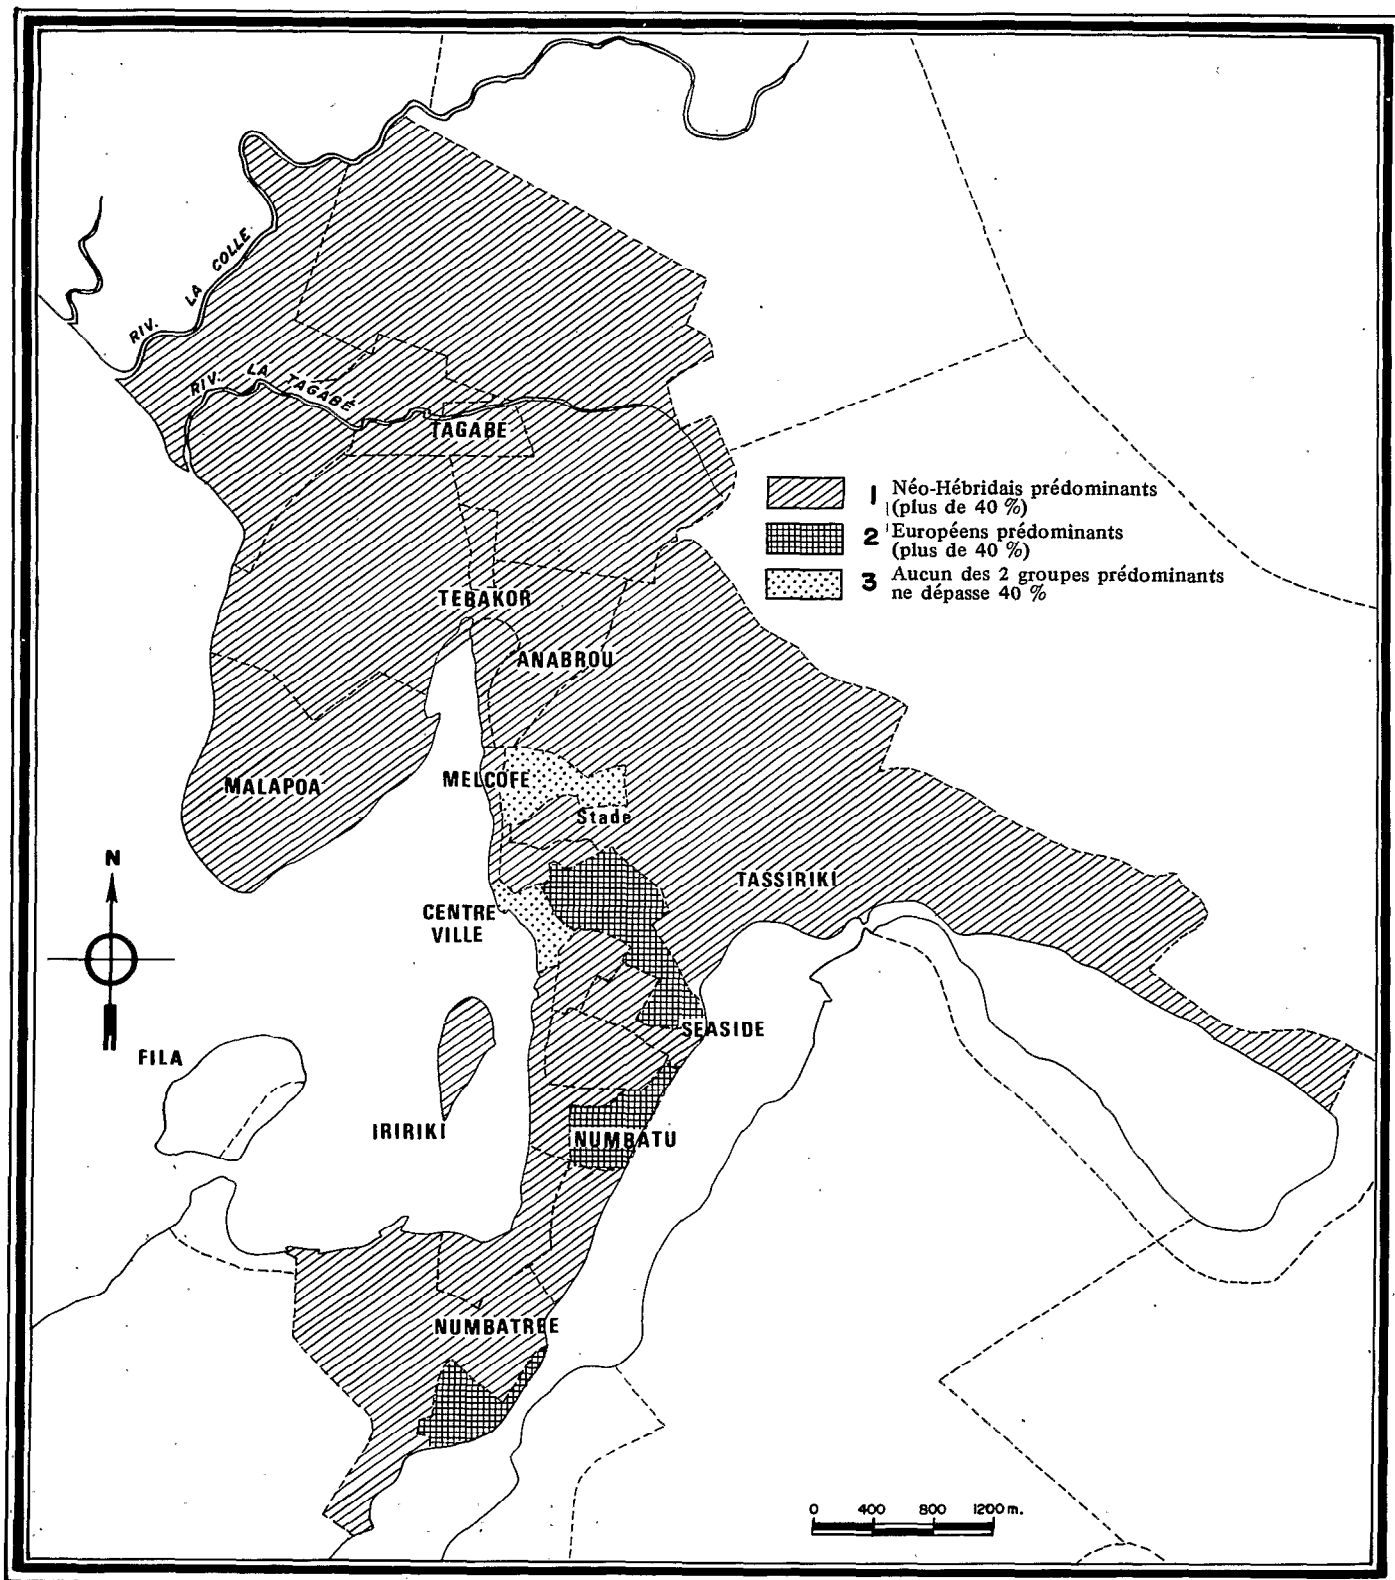 RIV. LA COLLE
RIV. LA TAGABÉ
TAGABE
1 Néo-Hébridais prédominants
(plus de 40 %)
2 Européens prédominants
(plus de 40 %)
3 Aucun des 2 groupes prédominants
ne dépasse 40 %
TEBAKOR
ANABROU
MELCOFE
MALAPOA
Stade
N
TASSIRIKI
CENTRE
VILLE
SEASIDE
FILA
IRIRIKI
NUMBATU
NUMBATREE
0 400 800 1200 m.